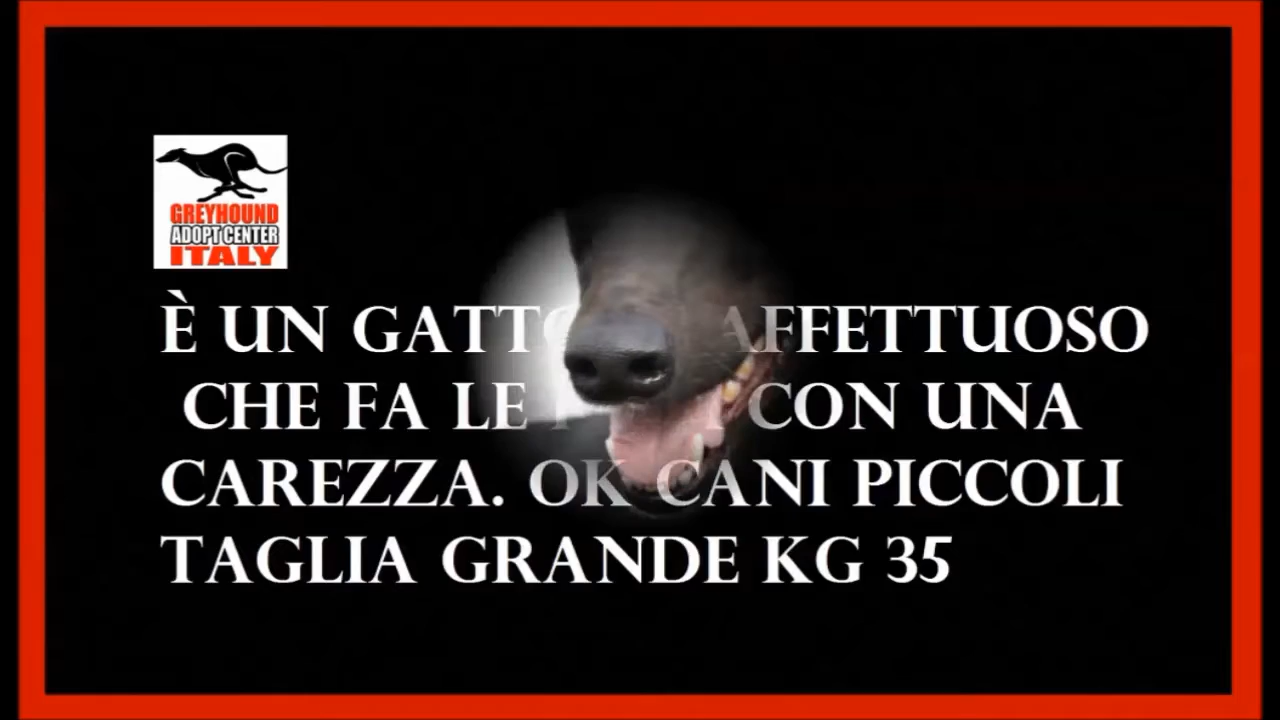 GREYHOUND
ADOPT CENTER
ITALY
È UN AFFETTUOSO
CHE FA LE CON UNA
CAREZZA. OK CANI PICCOLI
TAGLIA GRANDE KG 35